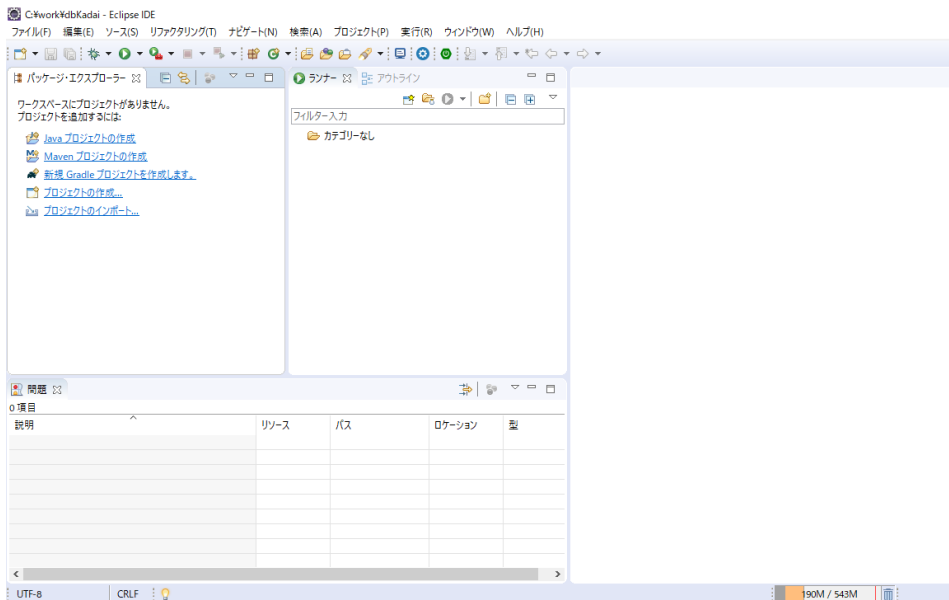 C:¥work¥dbKadai - Eclipse IDE
ファイル(F) 編集(E) ソース(S) リファクタリング(T) ナビゲート(N) 検索(A) プロジェクト(P) 実行(R) ウィンドウ(W) ヘルプ(H)
パッケージ・エクスプローラー
ランナー アウトライン
ワークスペースにプロジェクトがありません。
プロジェクトを追加するには:
Java プロジェクトの作成
Maven プロジェクトの作成
新規 Gradle プロジェクトを作成します。
プロジェクトの作成...
プロジェクトのインポート...
フィルター入力
カテゴリーなし
問題
0 項目
説明 リソース パス ロケーション 型
UTF-8 CRLF 190M / 543M